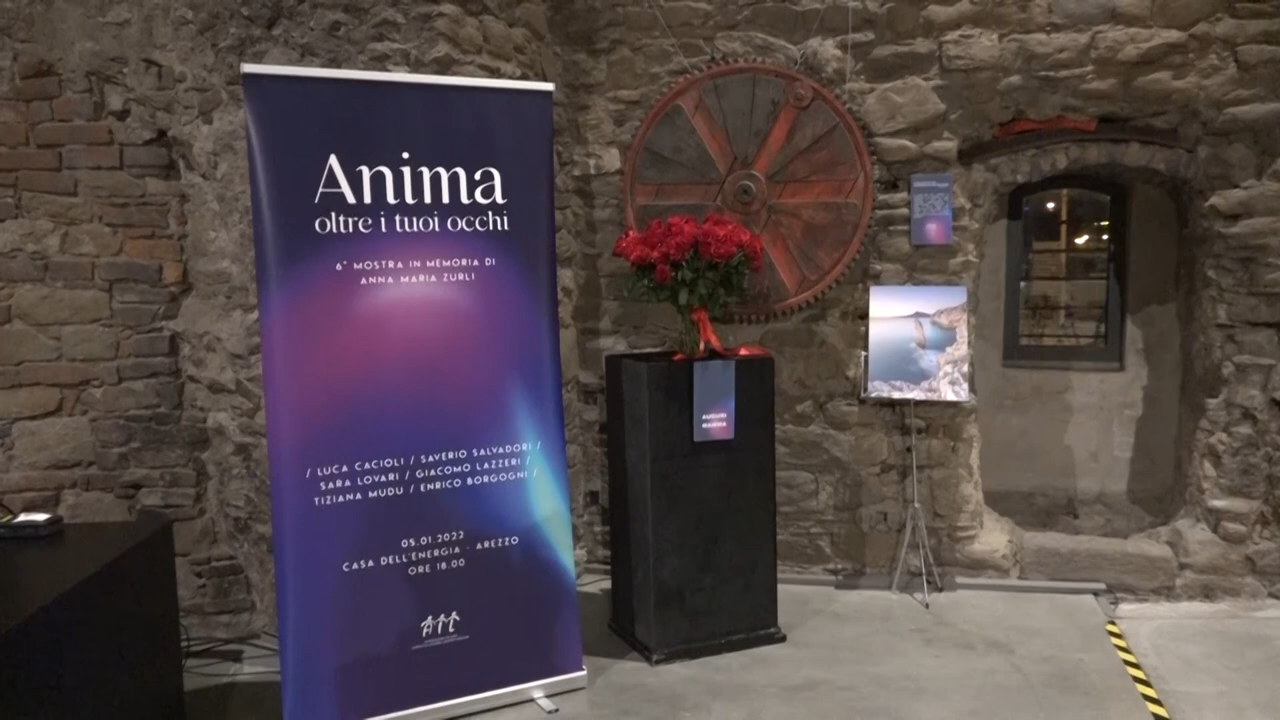 Anima
oltre i tuoi occhi
6° MOSTRA IN MEMORIA DI
ANNA MARIA ZURLI
/ LUCA CACIOLI / SAVERIO SALVADORI /
SARA LOVARI / GIACOMO LAZZERI /
TIZIANA MUDU / ENRICO BORGOGNI /
05.01.2022
CASA DELL'ENERGIA - AREZZO
ORE 18.00
AIL
AUGURI
MAMMA